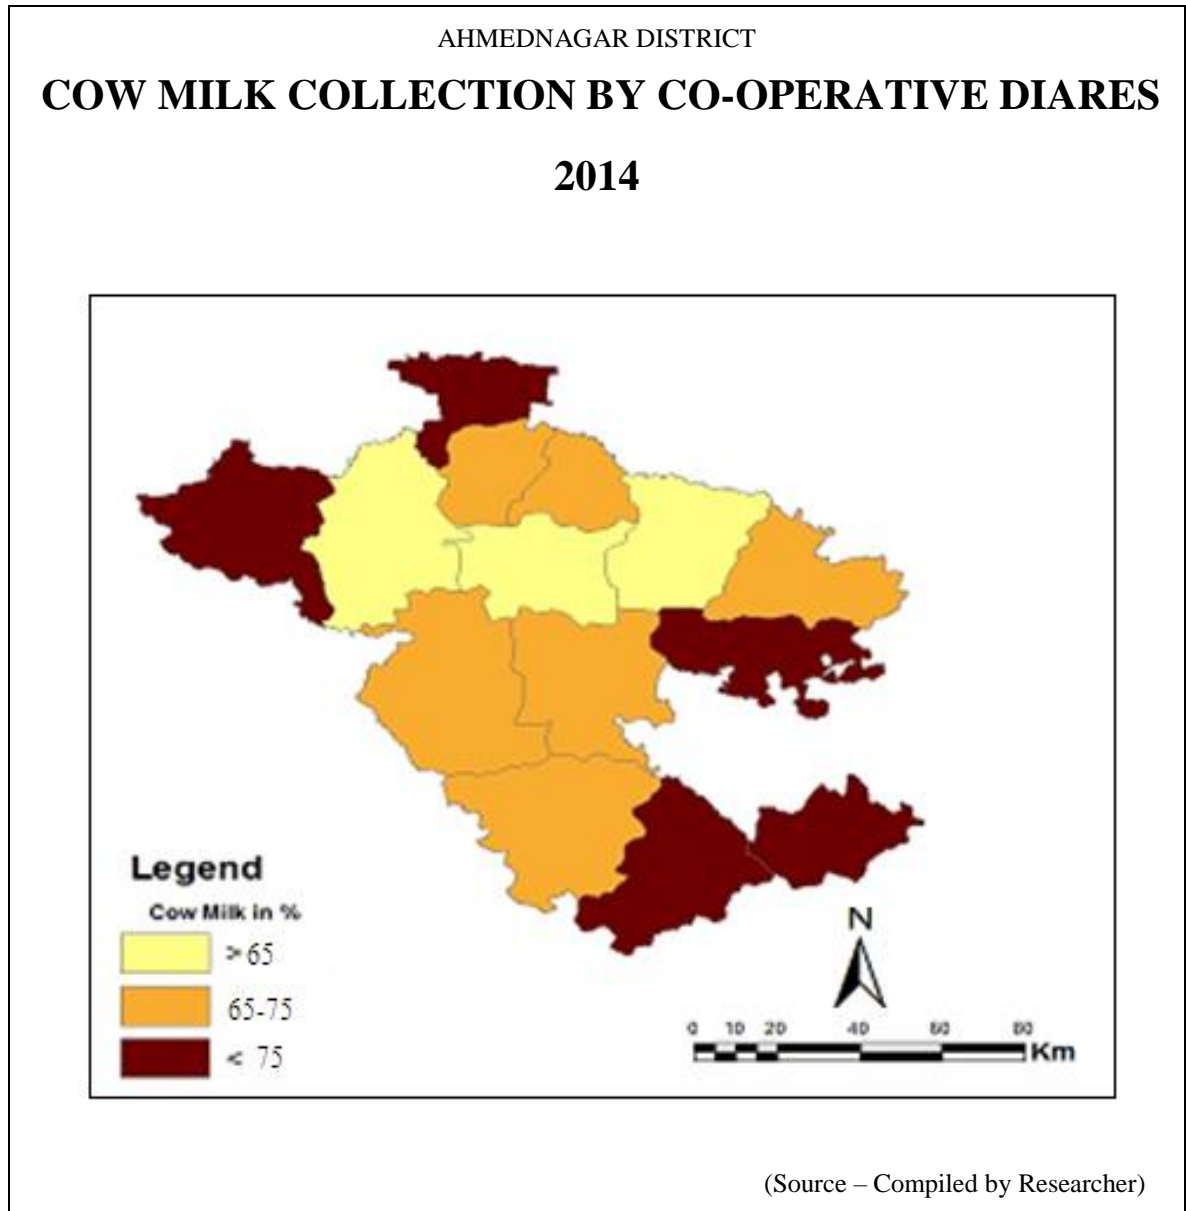 AHMEDNAGAR DISTRICT
COW MILK COLLECTION BY CO-OPERATIVE DIARES
2014
Legend
Cow Milk in %
> 65
65-75
< 75
N
0 10 20 40 60 80
Km
(Source – Compiled by Researcher)